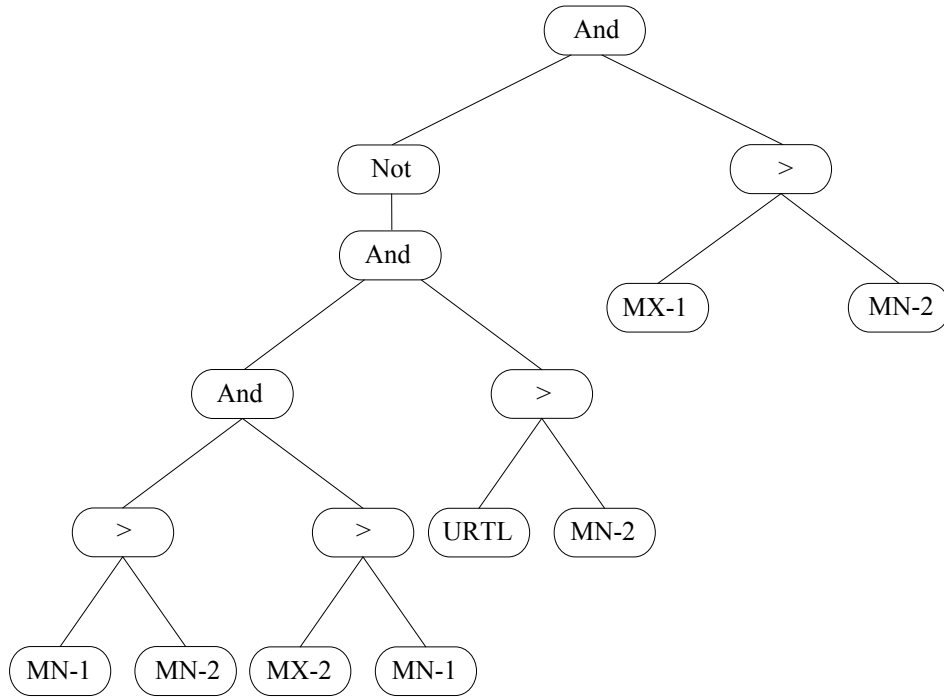 And
Not >
And
MX-1 MN-2
And >
> > URTL MN-2
MN-1 MN-2 MX-2 MN-1